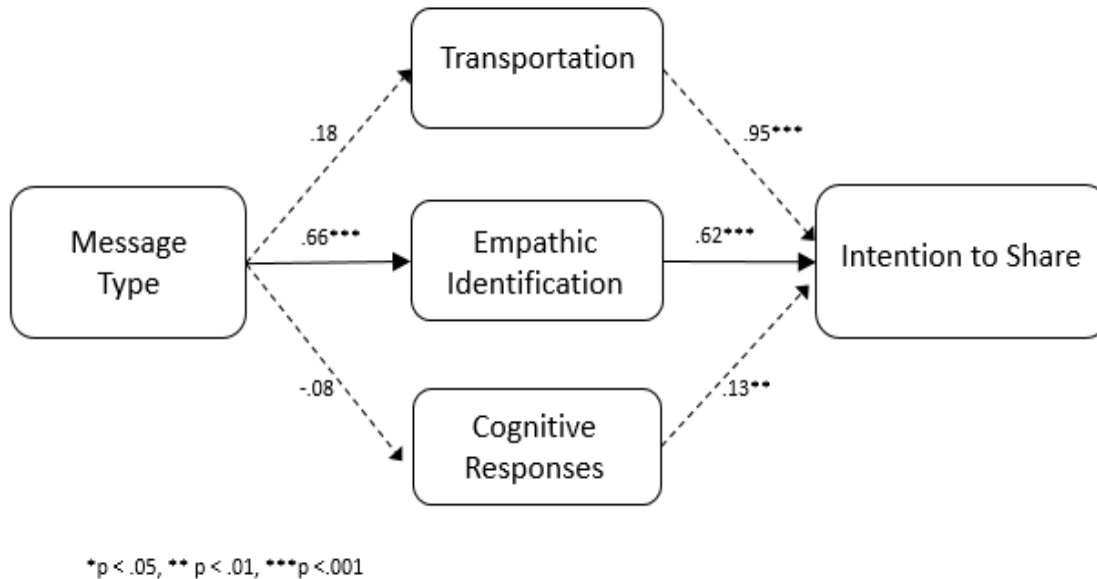 Transportation
.18
.95***
Message
Type
.66***
Empathic
Identification
.62***
Intention to Share
-.08
.13**
Cognitive
Responses
*p < .05, ** p < .01, ***p <.001